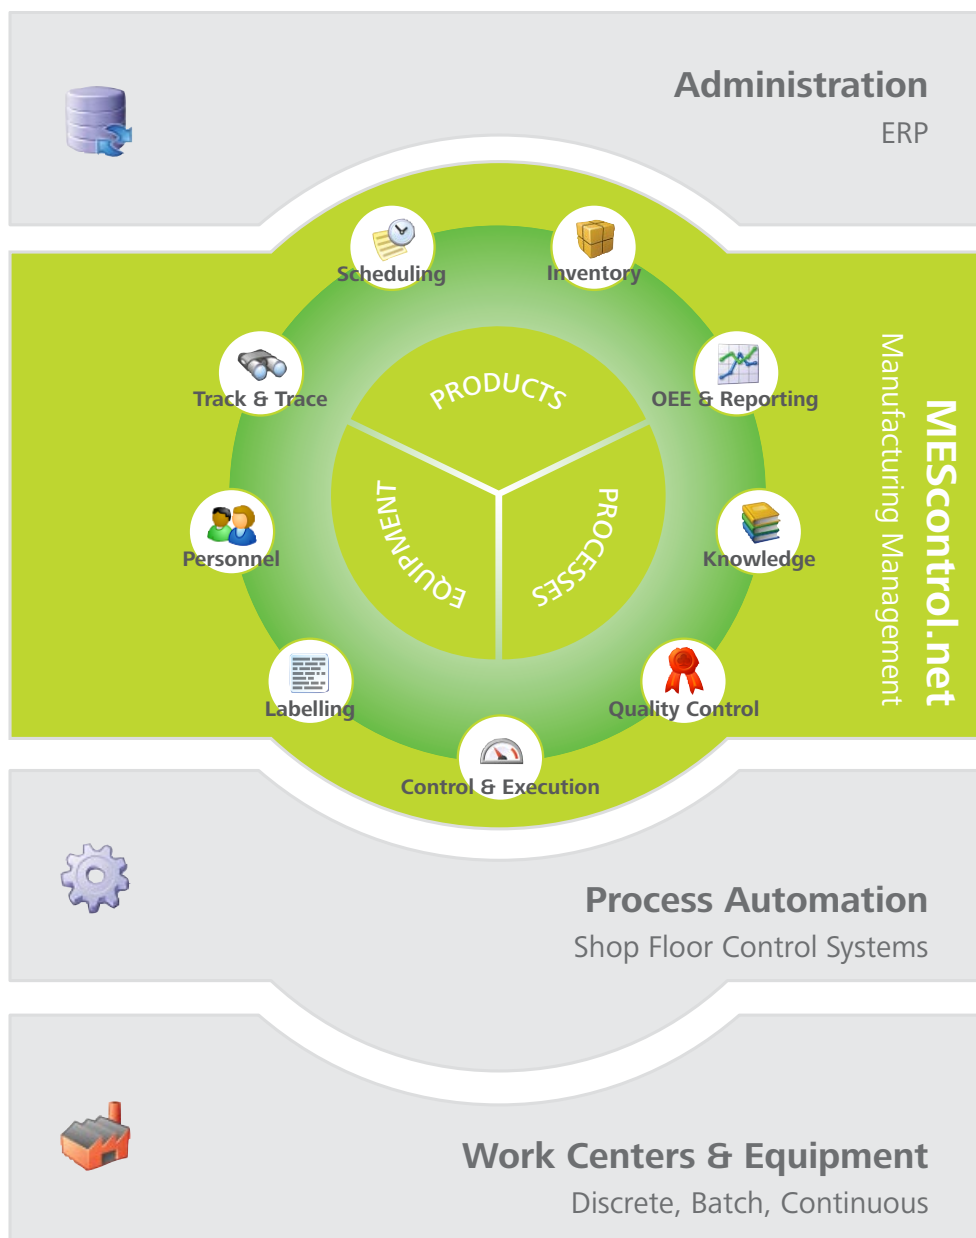 Administration
ERP
Scheduling
Inventory
Track & Trace
OEE & Reporting
PRODUCTS
EQUIPMENT
PROCESSES
Personnel
Knowledge
Labelling
Quality Control
Control & Execution
MEScontrol.net
Manufacturing Management
Process Automation
Shop Floor Control Systems
Work Centers & Equipment
Discrete, Batch, Continuous